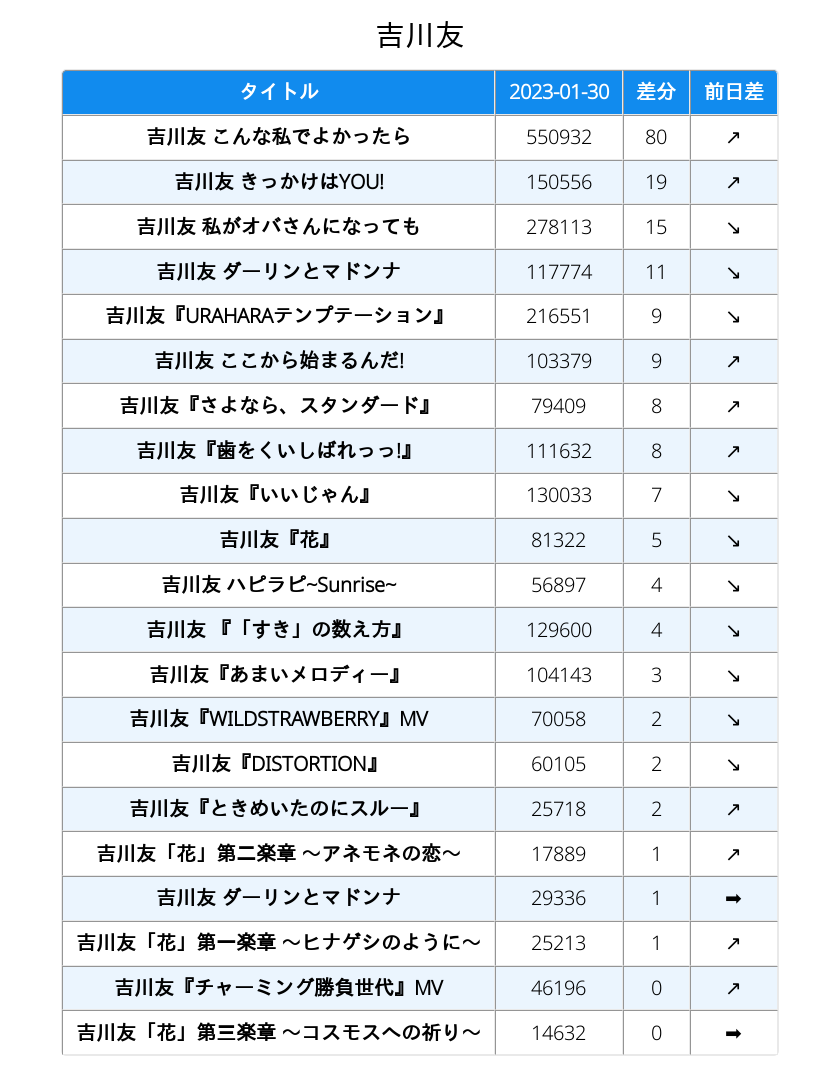 吉川友
タイトル 2023-01-30 差分 前日差
吉川友 こんな私でよかったら 550932 80 ↗
吉川友 きっかけはYOU! 150556 19 ↗
吉川友 私がオバさんになっても 278113 15 ↘
吉川友 ダーリンとマドンナ 117774 11 ↘
吉川友『URAHARAテンプテーション』 216551 9 ↘
吉川友 ここから始まるんだ! 103379 9 ↗
吉川友『さよなら、スタンダード』 79409 8 ↗
吉川友『歯をくいしばれっっ!』 111632 8 ↗
吉川友『いいじゃん』 130033 7 ↘
吉川友『花』 81322 5 ↘
吉川友 ハピラピ~Sunrise~ 56897 4 ↘
吉川友 『「すき」の数え方』 129600 4 ↘
吉川友『あまいメロディー』 104143 3 ↘
吉川友『WILDSTRAWBERRY』MV 70058 2 ↘
吉川友『DISTORTION』 60105 2 ↘
吉川友『ときめいたのにスルー』 25718 2 ↗
吉川友「花」第二楽章 ～アネモネの恋～ 17889 1 ↗
吉川友 ダーリンとマドンナ 29336 1 ➡
吉川友「花」第一楽章 ～ヒナゲシのように～ 25213 1 ↗
吉川友『チャーミング勝負世代』MV 46196 0 ↗
吉川友「花」第三楽章 ～コスモスへの祈り～ 14632 0 ➡